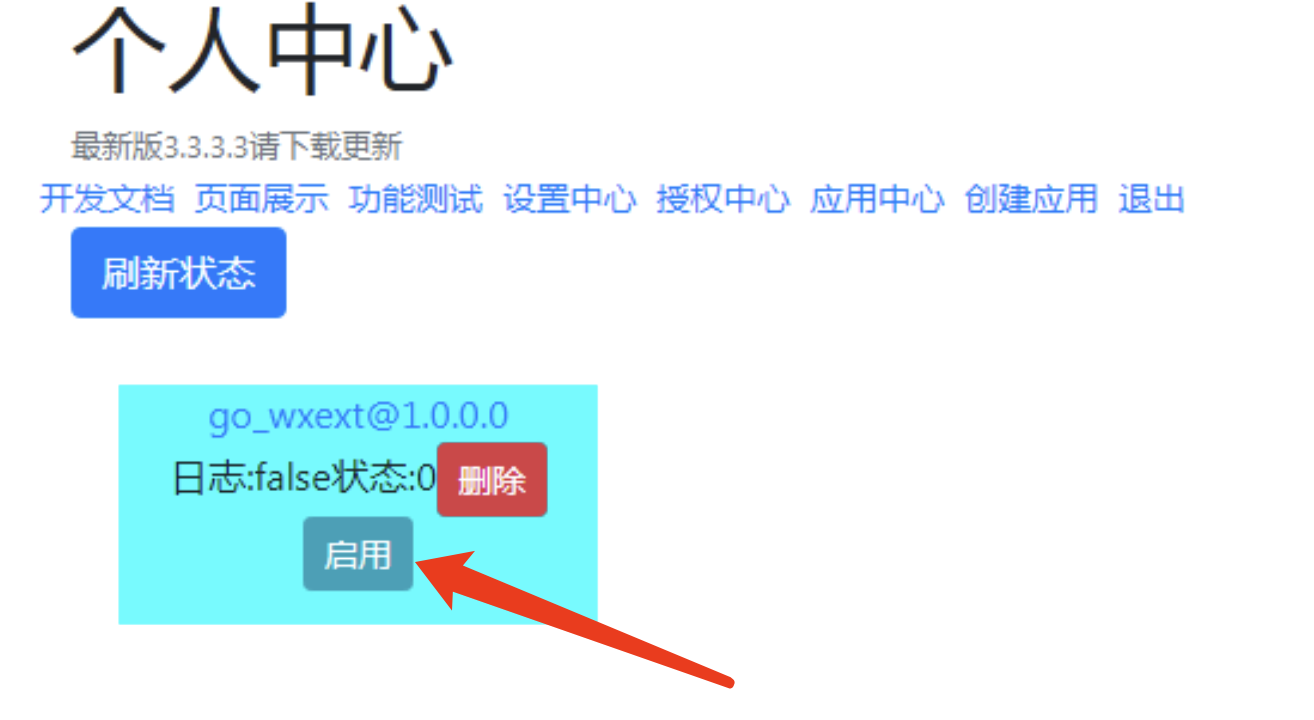 个人中心
最新版3.3.3.3请下载更新
开发文档 页面展示 功能测试 设置中心 授权中心 应用中心 创建应用 退出
刷新状态
go_wxext@1.0.0.0
日志:false状态:0 删除
启用